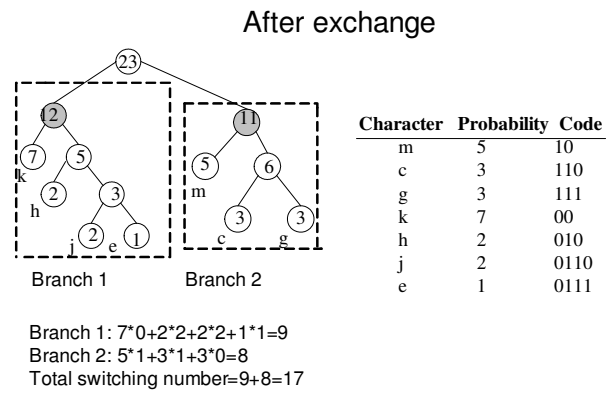 After exchange
23
12
11
7
5
5
6
k
m
2
3
3
3
h
c
g
2
1
j
e
Branch 1
Branch 2
Character Probability Code
m 5 10
c 3 110
g 3 111
k 7 00
h 2 010
j 2 0110
e 1 0111
Branch 1: 7*0+2*2+2*2+1*1=9
Branch 2: 5*1+3*1+3*0=8
Total switching number=9+8=17